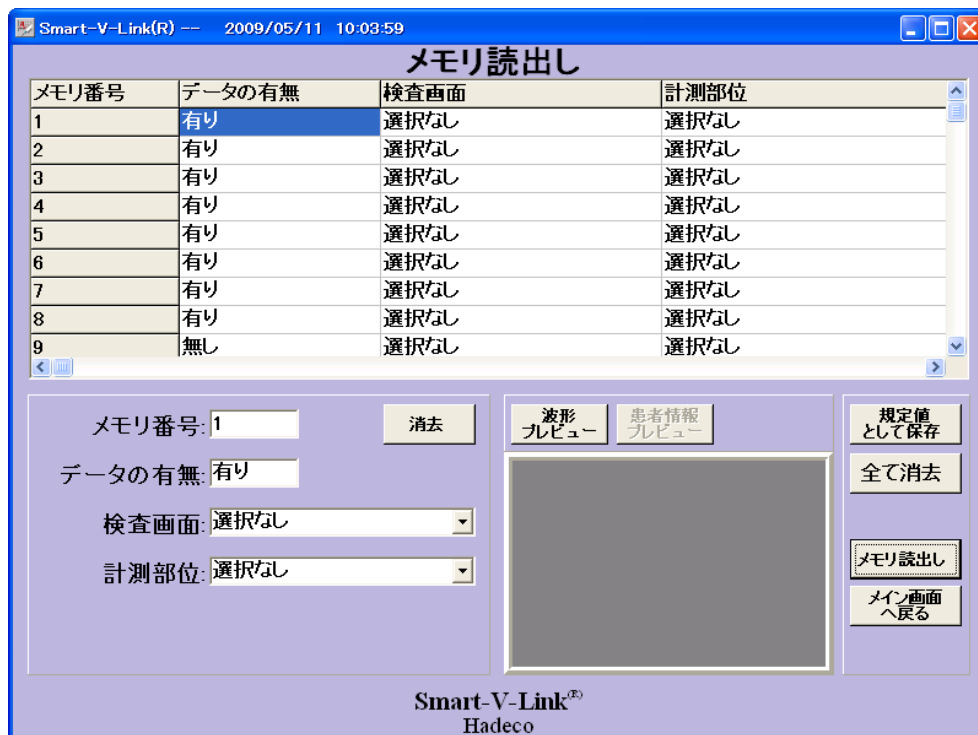 Smart-V-Link(R) -- 2009/05/11 10:03:59
メモリ読出し
メモリ番号 データの有無 検査画面 計測部位
1 有り 選択なし 選択なし
2 有り 選択なし 選択なし
3 有り 選択なし 選択なし
4 有り 選択なし 選択なし
5 有り 選択なし 選択なし
6 有り 選択なし 選択なし
7 有り 選択なし 選択なし
8 有り 選択なし 選択なし
9 無し 選択なし 選択なし
メモリ番号: 1 消去
データの有無: 有り
検査画面: 選択なし
計測部位: 選択なし
波形
プレビュー
患者情報
プレビュー
規定値
として保存
全て消去
メモリ読出し
メイン画面
へ戻る
Smart-V-Link(R)
Hadeco